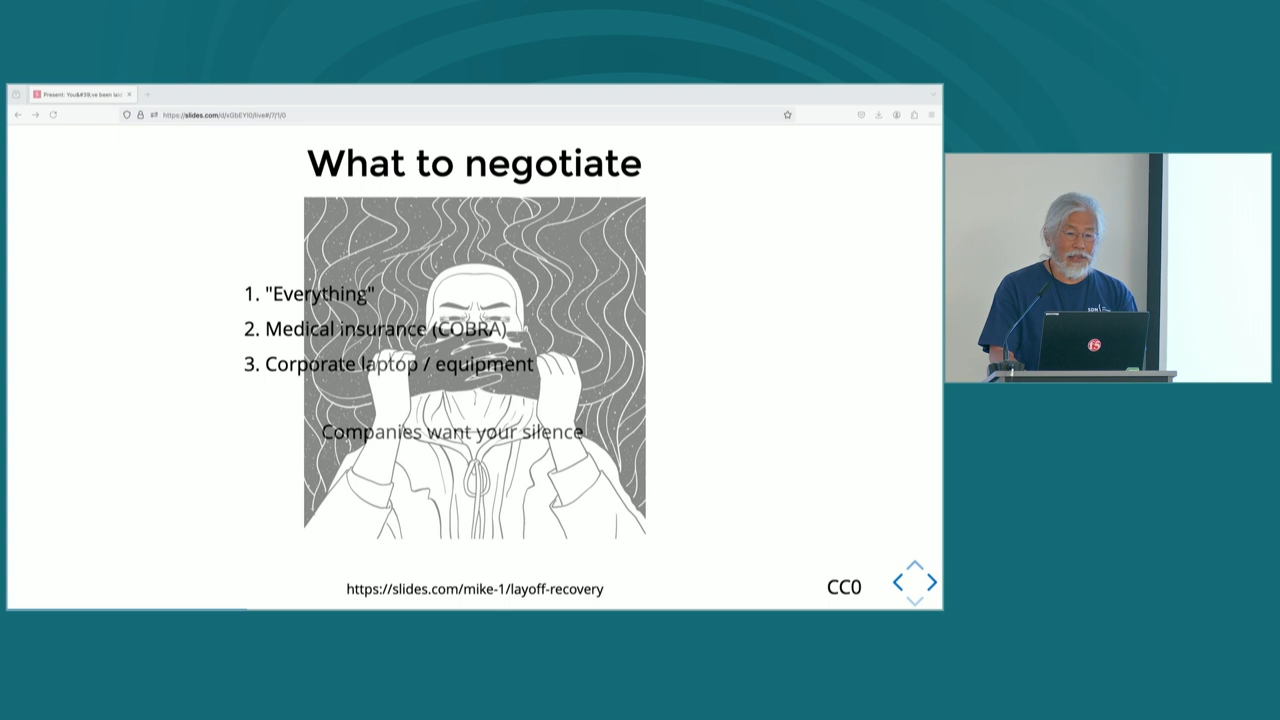 Present: You&#39;ve been laid
https://slides.com/d/xGbEYI0/live#/7/1/0
What to negotiate
1. "Everything"
2. Medical insurance (COBRA)
3. Corporate laptop / equipment
Companies want your silence
https://slides.com/mike-1/layoff-recovery
CC0
SDN